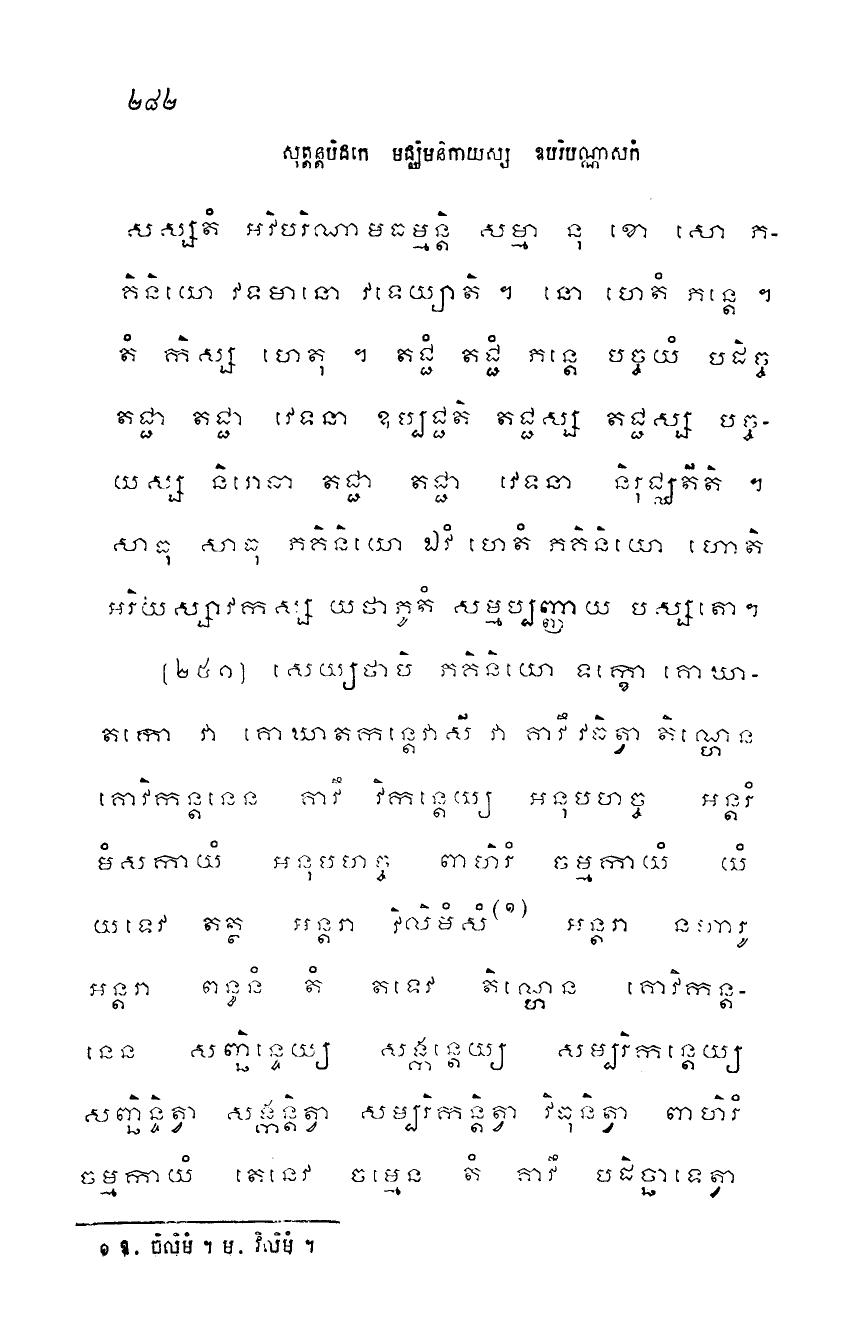 ២៨២
សុត្តន្តបិដកេ មជ្ឈិមនិកាយស្ស ឧបរិបណ្ណាសកំ
សស្សតំ អវិបរិណាមធម្មន្តិ សម្មា នុ ខោ សោ ភ-
គិនិយោ វទមានោ វទេយ្យាតិ ។ នោ ហេតំ ភន្តេ ។
តំ កិស្ស ហេតុ ។ តជ្ជំ តជ្ជំ ភន្តេ បច្ចយំ បដិច្ច
តជ្ជា តជ្ជា វេទនា ឧប្បជ្ជតិ តជ្ជស្ស តជ្ជស្ស បច្ច-
យស្ស និរោធា តជ្ជា តជ្ជា វេទនា និរុជ្ឈតីតិ ។
សាធុ សាធុ ភគិនិយោ ឯវំ ហេតំ ភគិនិយោ ហោតិ
អរិយស្សាវកស្ស យថាភូតំ សម្មប្បញ្ញាយ បស្សតោ។
(២៥១) សេយ្យថាបិ ភគិនិយោ ទក្ខោ គោឃា-
តកោ វា គោឃាតកន្តេវាសី វា គាវឹ វធិត្វា តិណ្ហេន
គោវិកន្តនេន គាវឹ វិកន្តេយ្យ អនុបហច្ច អន្តរំ
មំសកាយំ អនុបហច្ច ពាហិរំ ចម្មកាយំ យំ
យទេវ តត្ថ អន្តរា វិលិមំសំ(១) អន្តរា នហារូ
អន្តរា ពន្ធនំ តំ តទេវ តិណ្ហេន គោវិកន្ត-
នេន សញ្ឆិន្ទេយ្យ សង្កន្តេយ្យ សម្បរិកន្តេយ្យ
សញ្ឆិន្ទិត្វា សង្កន្តិត្វា សម្បរិកន្តិត្វា វិធុនិត្វា ពាហិរំ
ចម្មកាយំ តេនេវ ចម្មេន តំ គាវឹ បដិច្ឆាទេត្វា
១ ឱ. ចិលិមំ ។ ម. វិលិមំ ។